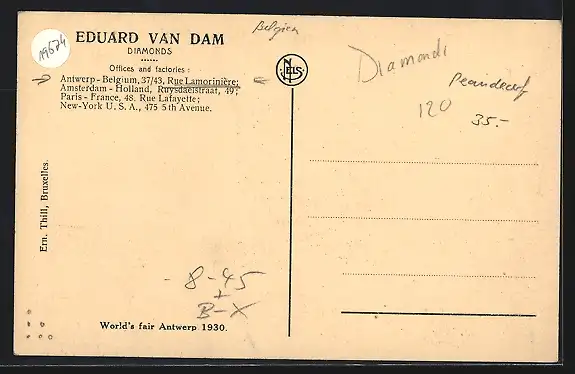 Belgien
19574
EDUARD VAN DAM
DIAMONDS
Offices and factories :
Antwerp - Belgium, 37/43, Rue Lamorinière;
Amsterdam - Holland, Ruysdaelstraat, 49;
Paris - France, 48. Rue Lafayette;
New-York U. S. A., 475 5th Avenue.
NELS
Diamond
120
35.-
Ern. Thill, Bruxelles.
- 8-45
+
B-X
World's fair Antwerp 1930.